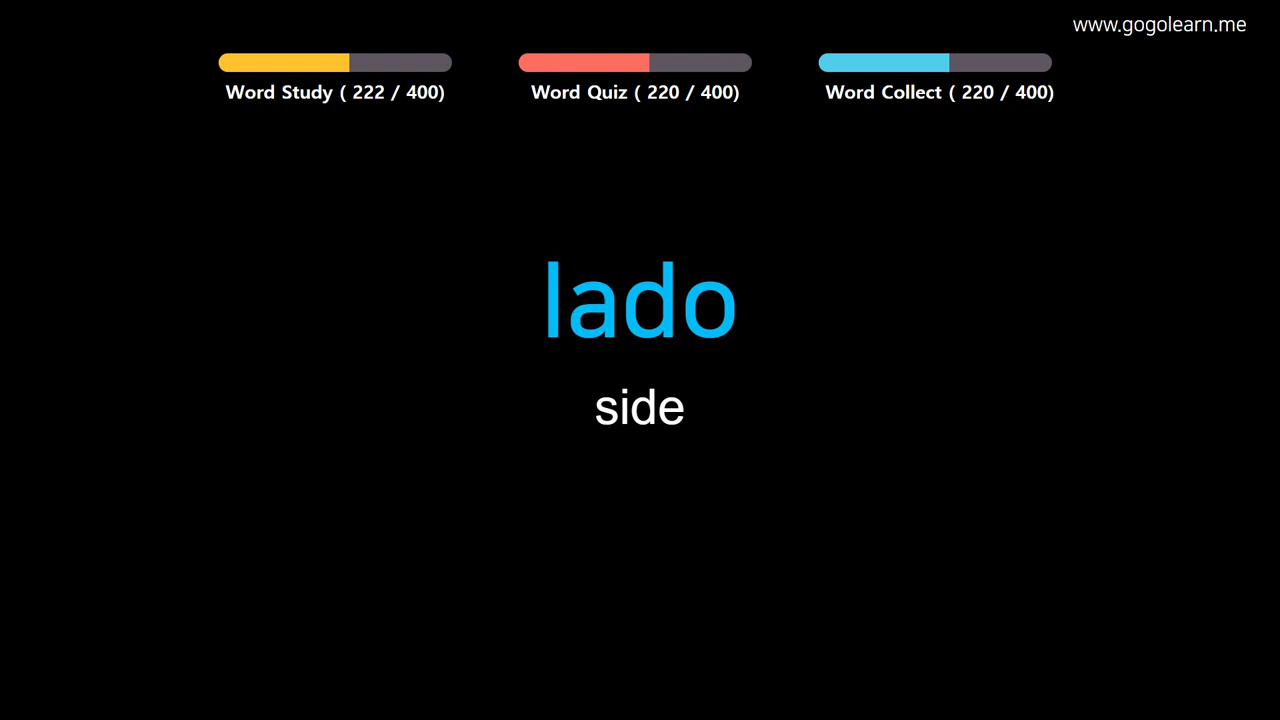 www.gogolearn.me
Word Study ( 222 / 400)
Word Quiz ( 220 / 400)
Word Collect ( 220 / 400)
lado
side